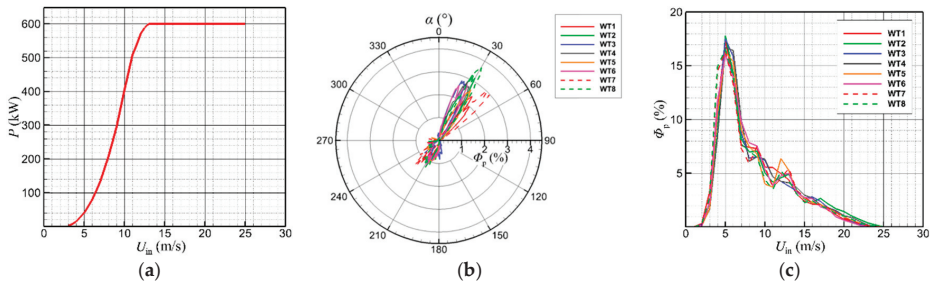 600
500
400
300
200
100
P (kW)
0
5
10
15
20
25
30
U_in (m/s)
(a)
α (°)
0
30
60
90
120
150
180
210
240
270
300
330
0
1
2
3
4
Φ_p (%)
WT1
WT2
WT3
WT4
WT5
WT6
WT7
WT8
(b)
20
15
10
5
Φ_p (%)
0
5
10
15
20
25
30
U_in (m/s)
WT1
WT2
WT3
WT4
WT5
WT6
WT7
WT8
(c)